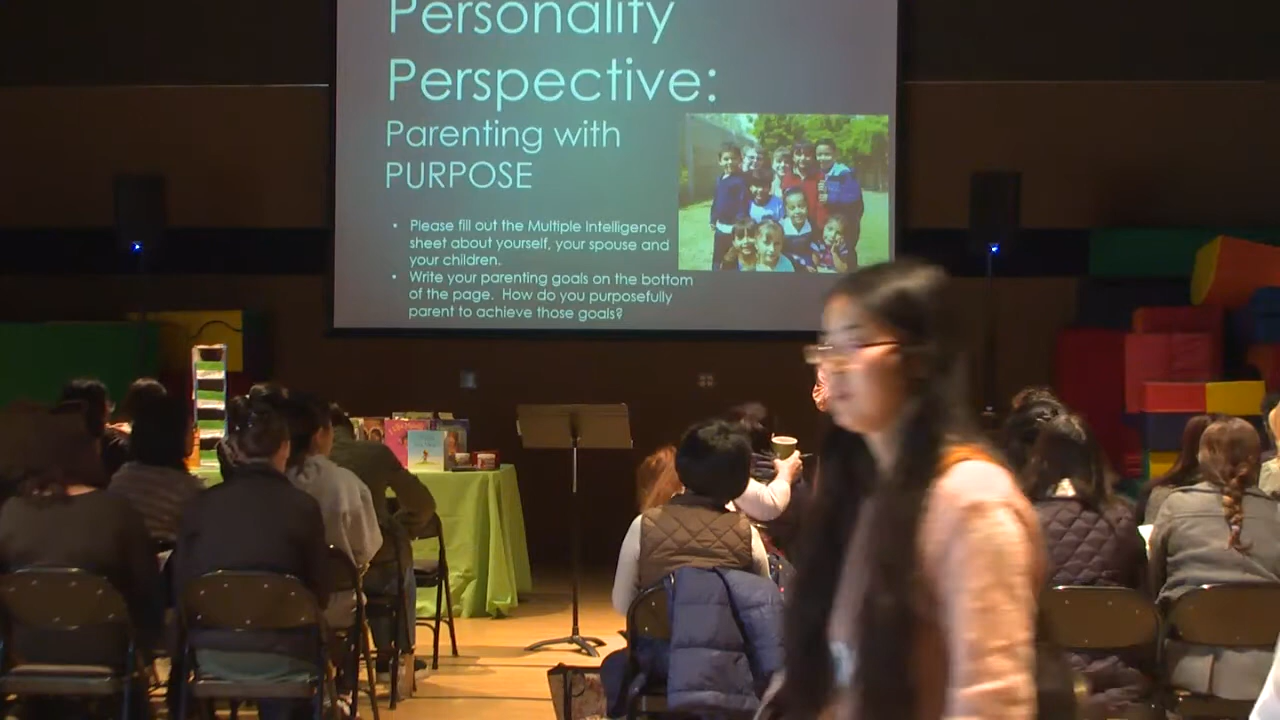 Personality
Perspective:
Parenting with
PURPOSE
• Please fill out the Multiple Intelligence
sheet about yourself, your spouse and
your children.
• Write your parenting goals on the bottom
of the page. How do you purposefully
parent to achieve those goals?